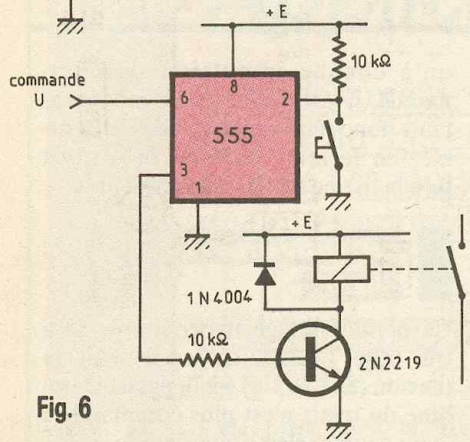 +E
10 kΩ
commande
U
8
6
2
555
3
1
+E
1N4004
10 kΩ
2N2219
Fig. 6